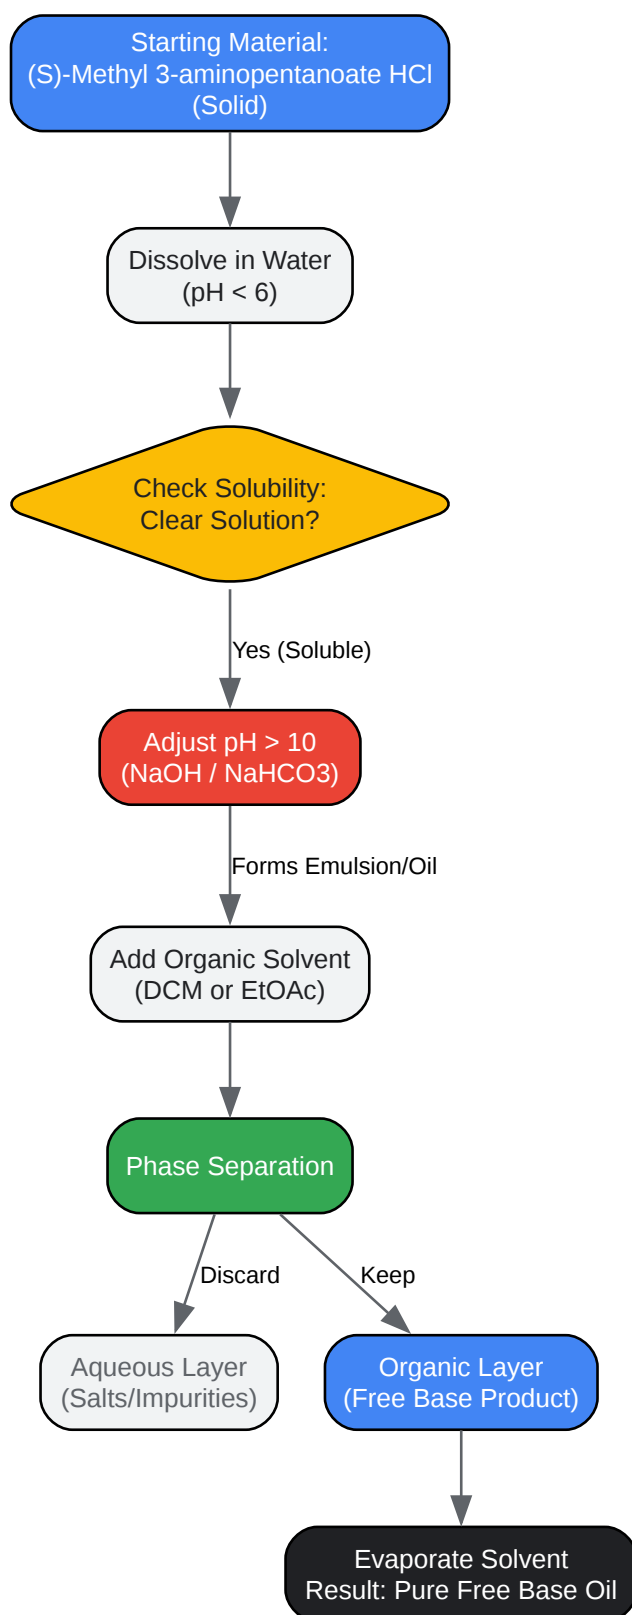 Starting Material:
(S)-Methyl 3-aminopentanoate HCl
(Solid)
Dissolve in Water
(pH < 6)
Check Solubility:
Clear Solution?
Yes (Soluble)
Adjust pH > 10
(NaOH / NaHCO3)
Forms Emulsion/Oil
Add Organic Solvent
(DCM or EtOAc)
Phase Separation
Discard
Keep
Aqueous Layer
(Salts/Impurities)
Organic Layer
(Free Base Product)
Evaporate Solvent
Result: Pure Free Base Oil